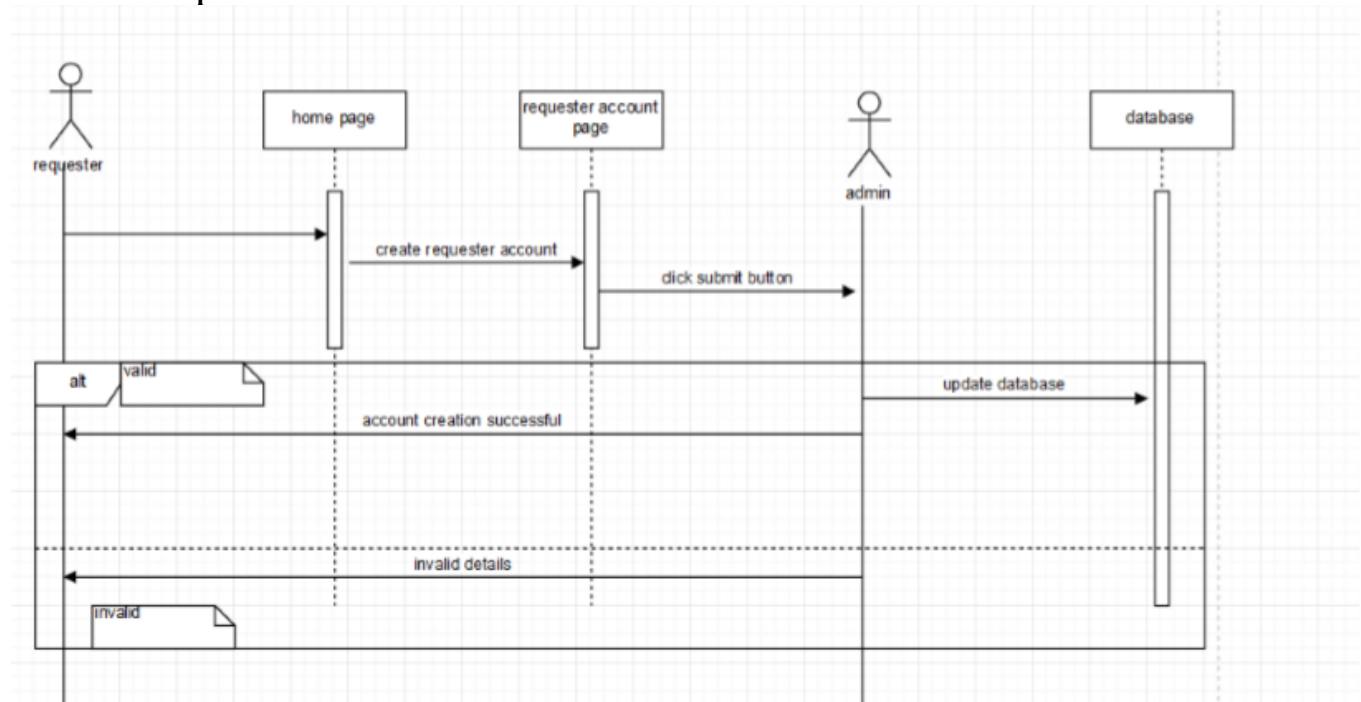 home page
requester account
page
database
requester
admin
create requester account
click submit button
alt
valid
update database
account creation successful
invalid details
invalid